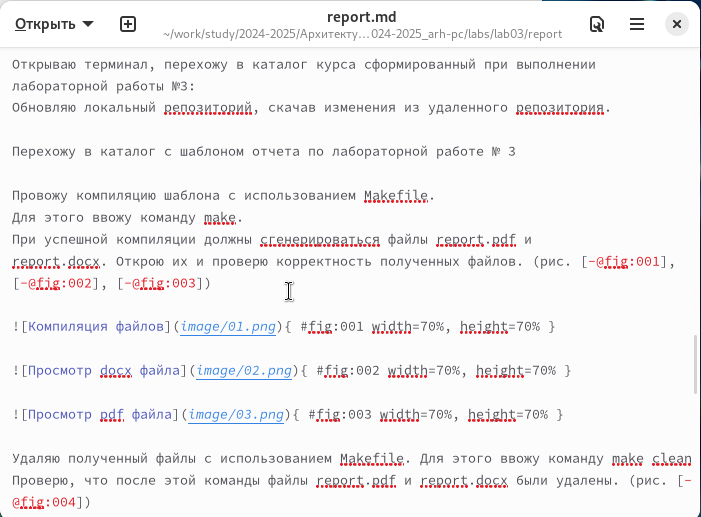 Открыть
report.md
~/work/study/2024-2025/Архитекту…024-2025_arh-pc/labs/lab03/report
Открываю терминал, перехожу в каталог курса сформированный при выполнении
лабораторной работы №3:
Обновляю локальный репозиторий, скачав изменения из удаленного репозитория.
Перехожу в каталог с шаблоном отчета по лабораторной работе № 3
Провожу компиляцию шаблона с использованием Makefile.
Для этого ввожу команду make.
При успешной компиляции должны сгенерироваться файлы report.pdf и
report.docx. Открою их и проверю корректность полученных файлов. (рис. [-@fig:001],
[-@fig:002], [-@fig:003])
![Компиляция файлов](image/01.png){ #fig:001 width=70%, height=70% }
![Просмотр docx файла](image/02.png){ #fig:002 width=70%, height=70% }
![Просмотр pdf файла](image/03.png){ #fig:003 width=70%, height=70% }
Удаляю полученный файлы с использованием Makefile. Для этого ввожу команду make clean
Проверю, что после этой команды файлы report.pdf и report.docx были удалены. (рис. [-
@fig:004])